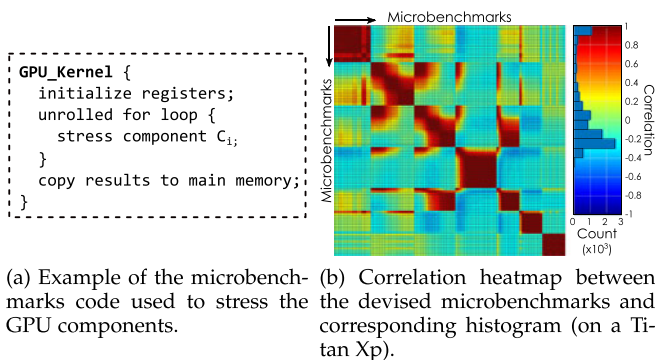 GPU_Kernel {
initialize registers;
unrolled for loop {
stress component Ci;
}
copy results to main memory;
}
(a) Example of the microbench-
marks code used to stress the
GPU components.
Microbenchmarks
Microbenchmarks
1
0.8
0.6
0.4
0.2
0
-0.2
-0.4
-0.6
-0.8
-1
Correlation
0 1 2 3
Count
(x10³)
(b) Correlation heatmap between
the devised microbenchmarks and
corresponding histogram (on a Ti-
tan Xp).